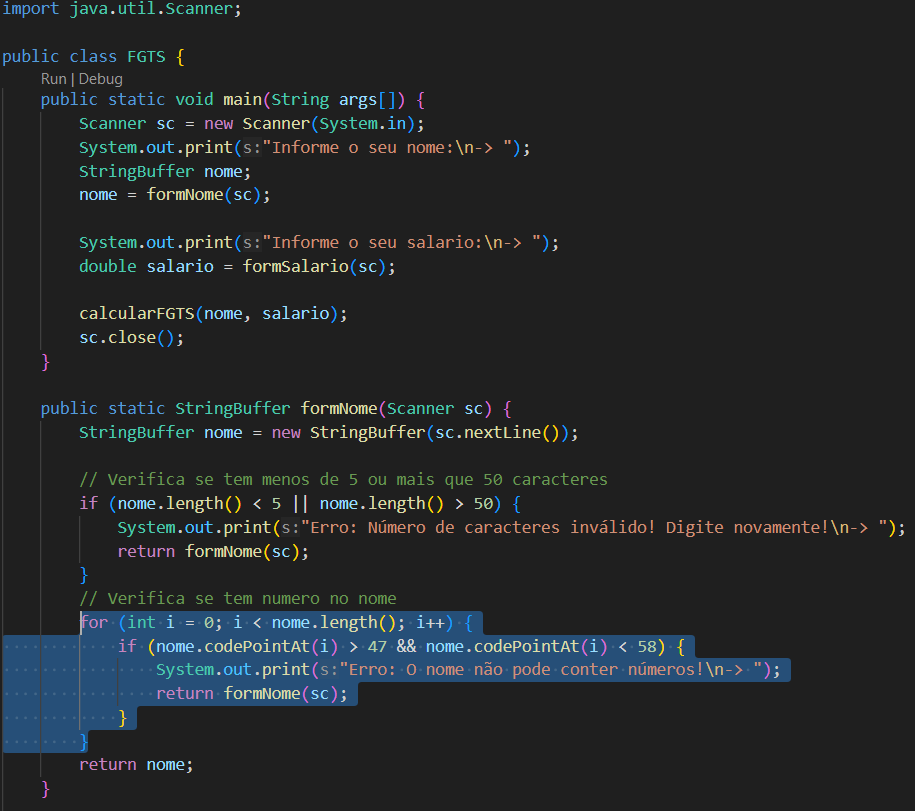 import java.util.Scanner;
public class FGTS {
Run | Debug
public static void main(String args[]) {
Scanner sc = new Scanner(System.in);
System.out.print(s:"Informe o seu nome:\n-> ");
StringBuffer nome;
nome = formNome(sc);
System.out.print(s:"Informe o seu salario:\n-> ");
double salario = formSalario(sc);
calcularFGTS(nome, salario);
sc.close();
}
public static StringBuffer formNome(Scanner sc) {
StringBuffer nome = new StringBuffer(sc.nextLine());
// Verifica se tem menos de 5 ou mais que 50 caracteres
if (nome.length() < 5 || nome.length() > 50) {
System.out.print(s:"Erro: Número de caracteres inválido! Digite novamente!\n-> ");
return formNome(sc);
}
// Verifica se tem numero no nome
for (int i = 0; i < nome.length(); i++) {
if (nome.codePointAt(i) > 47 && nome.codePointAt(i) < 58) {
System.out.print(s:"Erro: O nome não pode conter números!\n-> ");
return formNome(sc);
}
}
return nome;
}